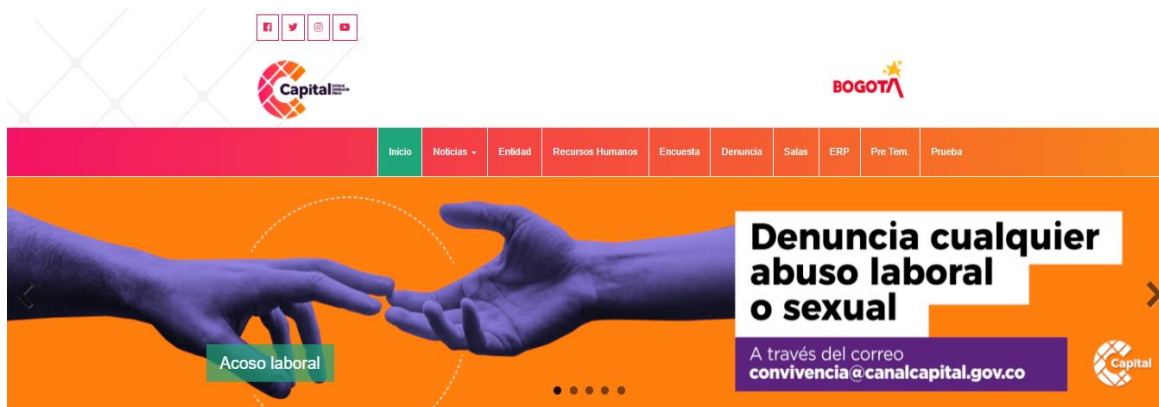 Capital
BOGOTÁ
Inicio
Noticias
Entidad
Recursos Humanos
Encuesta
Denuncia
Salas
ERP
Pre Tem.
Prueba
Denuncia cualquier
abuso laboral
o sexual
A través del correo
convivencia@canalcapital.gov.co
Acoso laboral
Capital